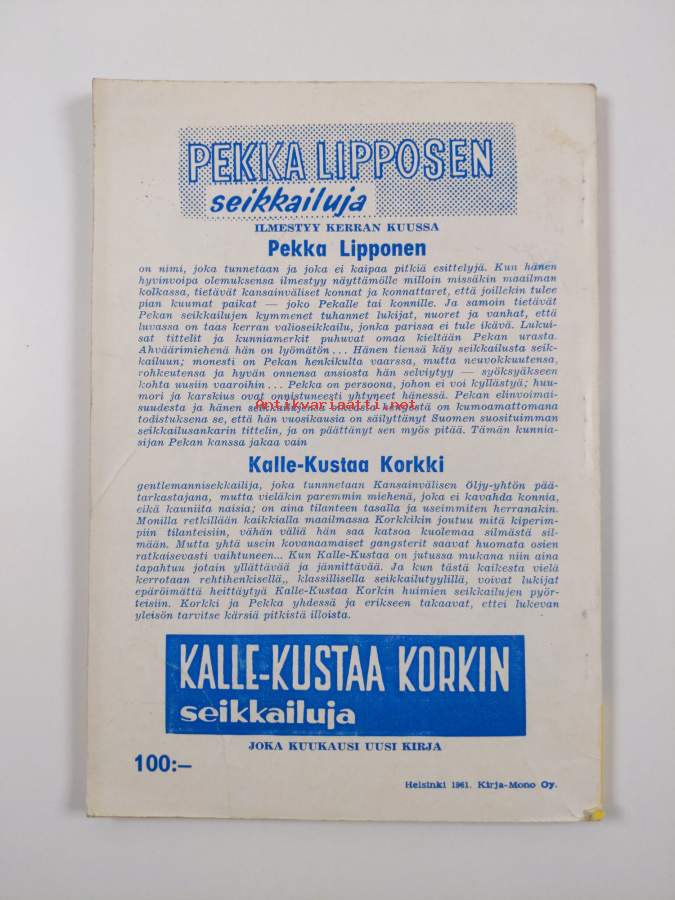 PEKKA LIPPOSEN
seikkailuja
ILMESTYY KERRAN KUUSSA
Pekka Lipponen
on nimi, joka tunnetaan ja joka ei kaipaa pitkiä esittelyjä. Kun hänen
hyvinvoipa olemuksensa ilmestyy näyttämölle milloin missäkin maailman
kolkassa, tietävät kansainväliset konnat ja konnattaret, että joillekin tulee
pian kuumat paikat — joko Pekalle tai konnille. Ja samoin tietävät
Pekan seikkailujen kymmenet tuhannet lukijat, nuoret ja vanhat, että
luvassa on taas kerran valioseikkailu, jonka parissa ei tule ikävä. Lukui-
sat tittelit ja kunniamerkit puhuvat omaa kieltään Pekan urasta.
Ahväärimiehenä hän on lyömätön... Hänen tiensä käy seikkailusta seik-
kailuun; monesti on Pekan henkikulta vaarssa, mutta neuvokkuutensa,
rohkeutensa ja hyvän onnensa ansiosta hän selviytyy — syöksyäkseen
kohta uusiin vaaroihin... Pekka on persoona, johon ei voi kyllästyä; huu-
mori ja karskius ovat onnistuneesti yhtyneet hänessä. Pekan elinvoimai-
suudesta ja hänen seikkailujensa on kumoamattomana
todistuksena se, että hän vuosikausia on säilyttänyt Suomen suosituimman
seikkailusankarin tittelin, ja on päättänyt sen myös pitää. Tämän kunnia-
sijan Pekan kanssa jakaa vain
antikvariaatti.net
Kalle-Kustaa Korkki
gentlemannisekkailija, joka tunnnetaan Kansainvälisen Öljy-yhtön pää-
tarkastajana, mutta vieläkin paremmin miehenä, joka ei kavahda konnia,
eikä kauniita naisia; on aina tilanteen tasalla ja useimmiten herranakin.
Monilla retkillään kaikkialla maailmassa Korkkikin joutuu mitä kiperim-
piin tilanteisiin, vähän väliä hän saa katsoa kuolemaa silmästä sil-
mään. Mutta yhtä usein kovanaamaiset gangsterit saavat huomata osien
ratkaisevasti vaihtuneen... Kun Kalle-Kustaa on jutussa mukana niin aina
tapahtuu jotain yllättävää ja jännittävää. Ja kun tästä kaikesta vielä
kerrotaan rehtihenkisellä,, klassillisella seikkailutyylillä, voivat lukijat
epäröimättä heittäytyä Kalle-Kustaa Korkin huimien seikkailujen pyör-
teisiin. Korkki ja Pekka yhdessä ja erikseen takaavat, ettei lukevan
yleisön tarvitse kärsiä pitkistä illoista.
KALLE-KUSTAA KORKIN
seikkailuja
JOKA KUUKAUSI UUSI KIRJA
100:—
Helsinki 1961. Kirja-Mono Oy.